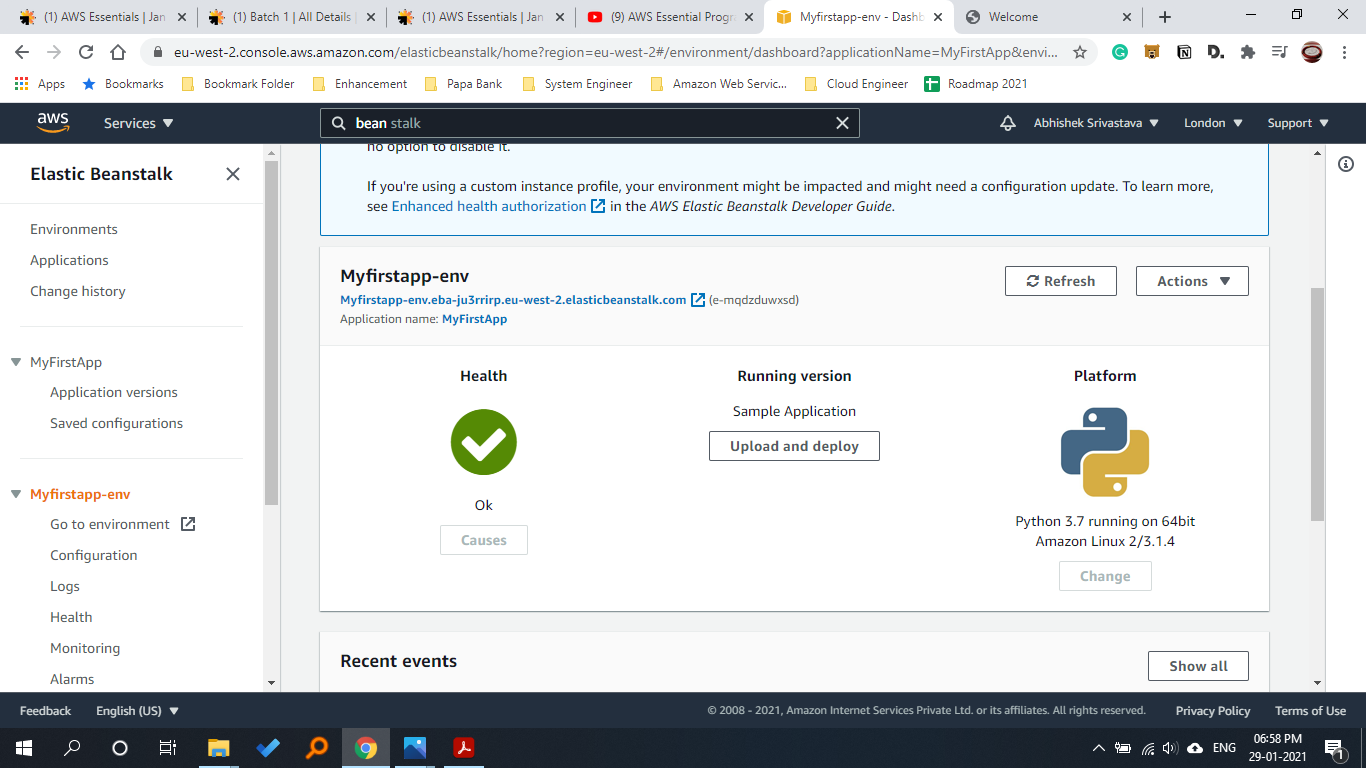 (1) AWS Essentials | Jan
(1) Batch 1 | All Details |
(1) AWS Essentials | Jan
(9) AWS Essential Progr
Myfirstapp-env - Dashb
Welcome
eu-west-2.console.aws.amazon.com/elasticbeanstalk/home?region=eu-west-2#/environment/dashboard?applicationName=MyFirstApp&envi...
Apps
Bookmarks
Bookmark Folder
Enhancement
Papa Bank
System Engineer
Amazon Web Servic...
Cloud Engineer
Roadmap 2021
aws
Services
bean stalk
Abhishek Srivastava
London
Support
Elastic Beanstalk
Environments
Applications
Change history
MyFirstApp
Application versions
Saved configurations
Myfirstapp-env
Go to environment
Configuration
Logs
Health
Monitoring
Alarms
no option to disable it.
If you're using a custom instance profile, your environment might be impacted and might need a configuration update. To learn more,
see Enhanced health authorization in the AWS Elastic Beanstalk Developer Guide.
Myfirstapp-env
Refresh
Actions
Myfirstapp-env.eba-ju3rrirp.eu-west-2.elasticbeanstalk.com (e-mqdzduwxsd)
Application name: MyFirstApp
Health
Ok
Causes
Running version
Sample Application
Upload and deploy
Platform
Python 3.7 running on 64bit
Amazon Linux 2/3.1.4
Change
Recent events
Show all
Feedback
English (US)
© 2008 - 2021, Amazon Internet Services Private Ltd. or its affiliates. All rights reserved.
Privacy Policy
Terms of Use
ENG
06:58 PM
29-01-2021
1